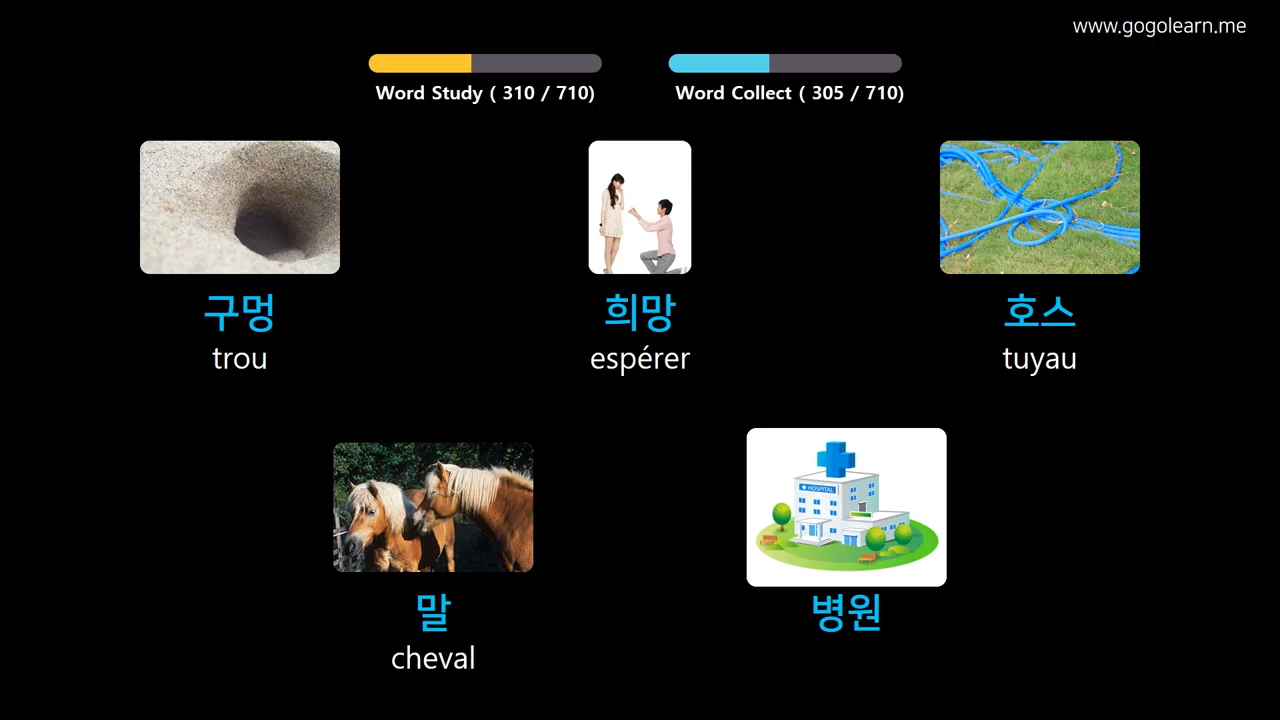 www.gogolearn.me
Word Study ( 310 / 710)
Word Collect ( 305 / 710)
구멍
trou
희망
espérer
호스
tuyau
말
cheval
HOSPITAL
병원